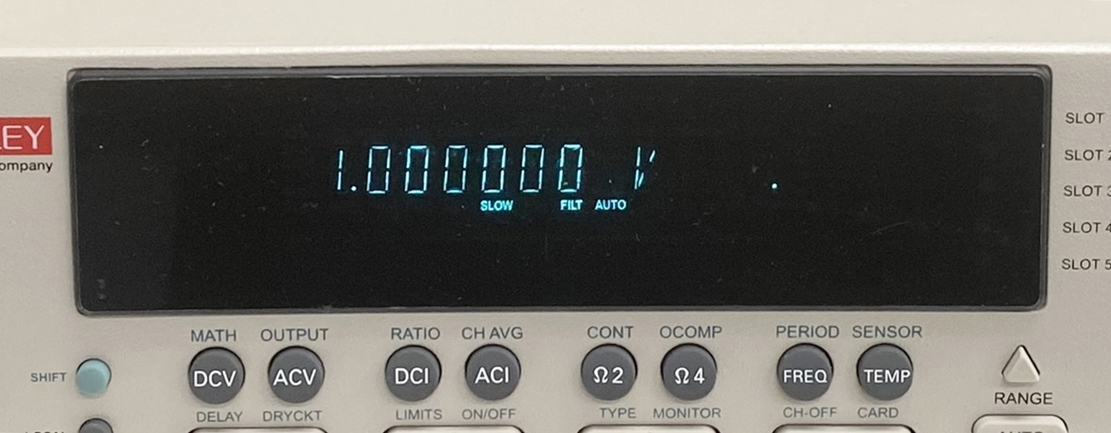 SLOT
EY
ompany
1.000000 V
SLOW FILT AUTO
SLOT 2
SLOT 3
SLOT 4
SLOT 5
MATH OUTPUT RATIO CH AVG CONT OCOMP PERIOD SENSOR
SHIFT DCV ACV DCI ACI Ω2 Ω4 FREQ TEMP
RANGE
DELAY DRYCKT LIMITS ON/OFF TYPE MONITOR CH-OFF CARD
AUTO